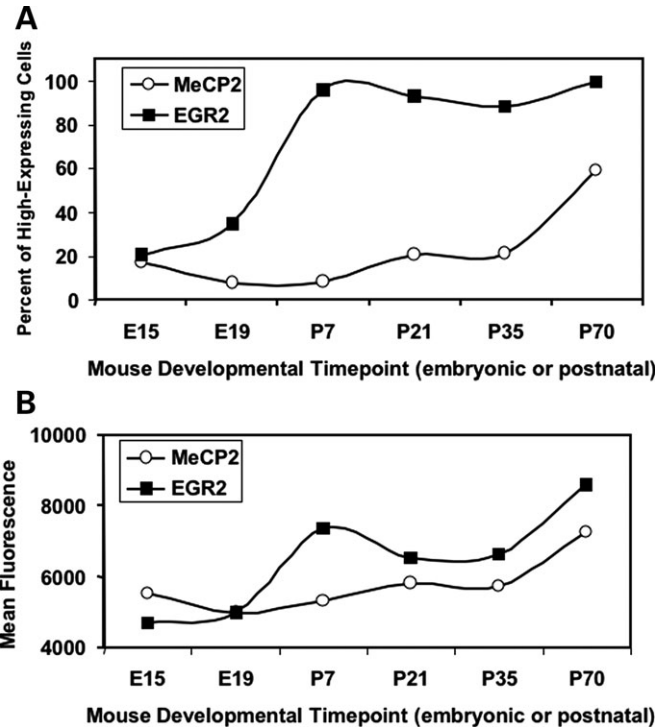 A
Percent of High-Expressing Cells
100
80
60
40
20
0
MeCP2
EGR2
E15 E19 P7 P21 P35 P70
Mouse Developmental Timepoint (embryonic or postnatal)
B
Mean Fluorescence
10000
8000
6000
4000
MeCP2
EGR2
E15 E19 P7 P21 P35 P70
Mouse Developmental Timepoint (embryonic or postnatal)